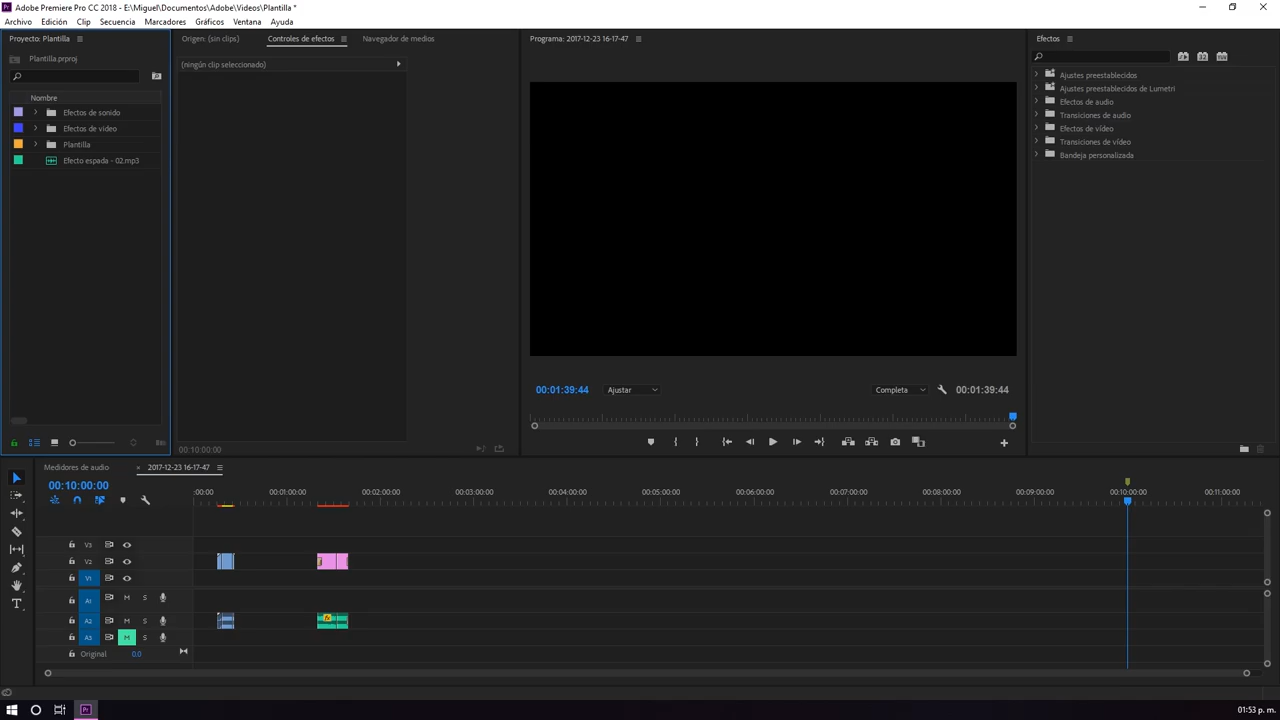 Adobe Premiere Pro CC 2018 - E:\Miguel\Documentos\Adobe\Videos\Plantilla *
Archivo Edición Clip Secuencia Marcadores Gráficos Ventana Ayuda
Proyecto: Plantilla
Plantilla.prproj
Nombre
Efectos de sonido
Efectos de video
Plantilla
Efecto espada - 02.mp3
Origen: (sin clips) Controles de efectos Navegador de medios
(ningún clip seleccionado)
00:10:00:00
Programa: 2017-12-23 16-17-47
00:01:39:44 Ajustar Completa 00:01:39:44
Efectos
Ajustes preestablecidos
Ajustes preestablecidos de Lumetri
Efectos de audio
Transiciones de audio
Efectos de vídeo
Transiciones de vídeo
Bandeja personalizada
Medidores de audio × 2017-12-23 16-17-47
00:10:00:00
:00:00 00:01:00:00 00:02:00:00 00:03:00:00 00:04:00:00 00:05:00:00 00:06:00:00 00:07:00:00 00:08:00:00 00:09:00:00 00:10:00:00 00:11:00:00
V3
V2
V1
A1 M S
A2 M S
A3 M S
Original 0.0
Pr 01:53 p. m.